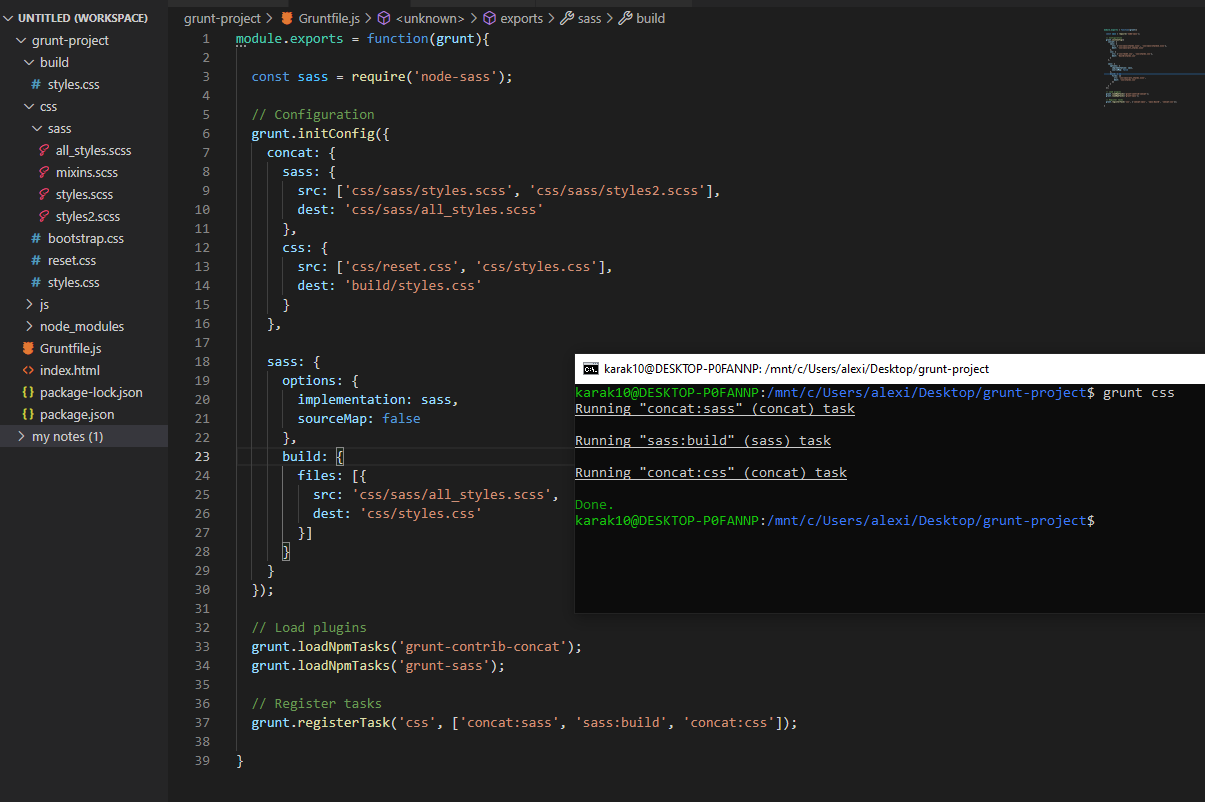 UNTITLED (WORKSPACE)
grunt-project
build
# styles.css
css
sass
all_styles.scss
mixins.scss
styles.scss
styles2.scss
# bootstrap.css
# reset.css
# styles.css
js
node_modules
Gruntfile.js
<> index.html
{} package-lock.json
{} package.json
my notes (1)
grunt-project > Gruntfile.js > <unknown> > exports > sass > build
1 module.exports = function(grunt){
2
3 const sass = require('node-sass');
4
5 // Configuration
6 grunt.initConfig({
7 concat: {
8 sass: {
9 src: ['css/sass/styles.scss', 'css/sass/styles2.scss'],
10 dest: 'css/sass/all_styles.scss'
11 },
12 css: {
13 src: ['css/reset.css', 'css/styles.css'],
14 dest: 'build/styles.css'
15 }
16 },
17
18 sass: {
19 options: {
20 implementation: sass,
21 sourceMap: false
22 },
23 build: {
24 files: [{
25 src: 'css/sass/all_styles.scss',
26 dest: 'css/styles.css'
27 }]
28 }
29 }
30 });
31
32 // Load plugins
33 grunt.loadNpmTasks('grunt-contrib-concat');
34 grunt.loadNpmTasks('grunt-sass');
35
36 // Register tasks
37 grunt.registerTask('css', ['concat:sass', 'sass:build', 'concat:css']);
38
39 }
karak10@DESKTOP-P0FANNP: /mnt/c/Users/alexi/Desktop/grunt-project
karak10@DESKTOP-P0FANNP:/mnt/c/Users/alexi/Desktop/grunt-project$ grunt css
Running "concat:sass" (concat) task
Running "sass:build" (sass) task
Running "concat:css" (concat) task
Done.
karak10@DESKTOP-P0FANNP:/mnt/c/Users/alexi/Desktop/grunt-project$